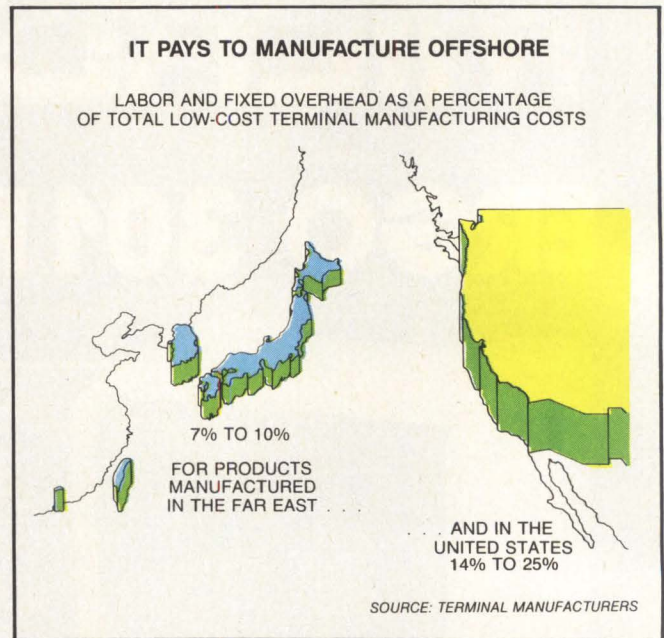 IT PAYS TO MANUFACTURE OFFSHORE
LABOR AND FIXED OVERHEAD AS A PERCENTAGE
OF TOTAL LOW-COST TERMINAL MANUFACTURING COSTS
7% TO 10%
FOR PRODUCTS
MANUFACTURED
IN THE FAR EAST . . . .
. . . . AND IN THE
UNITED STATES
14% TO 25%
SOURCE: TERMINAL MANUFACTURERS